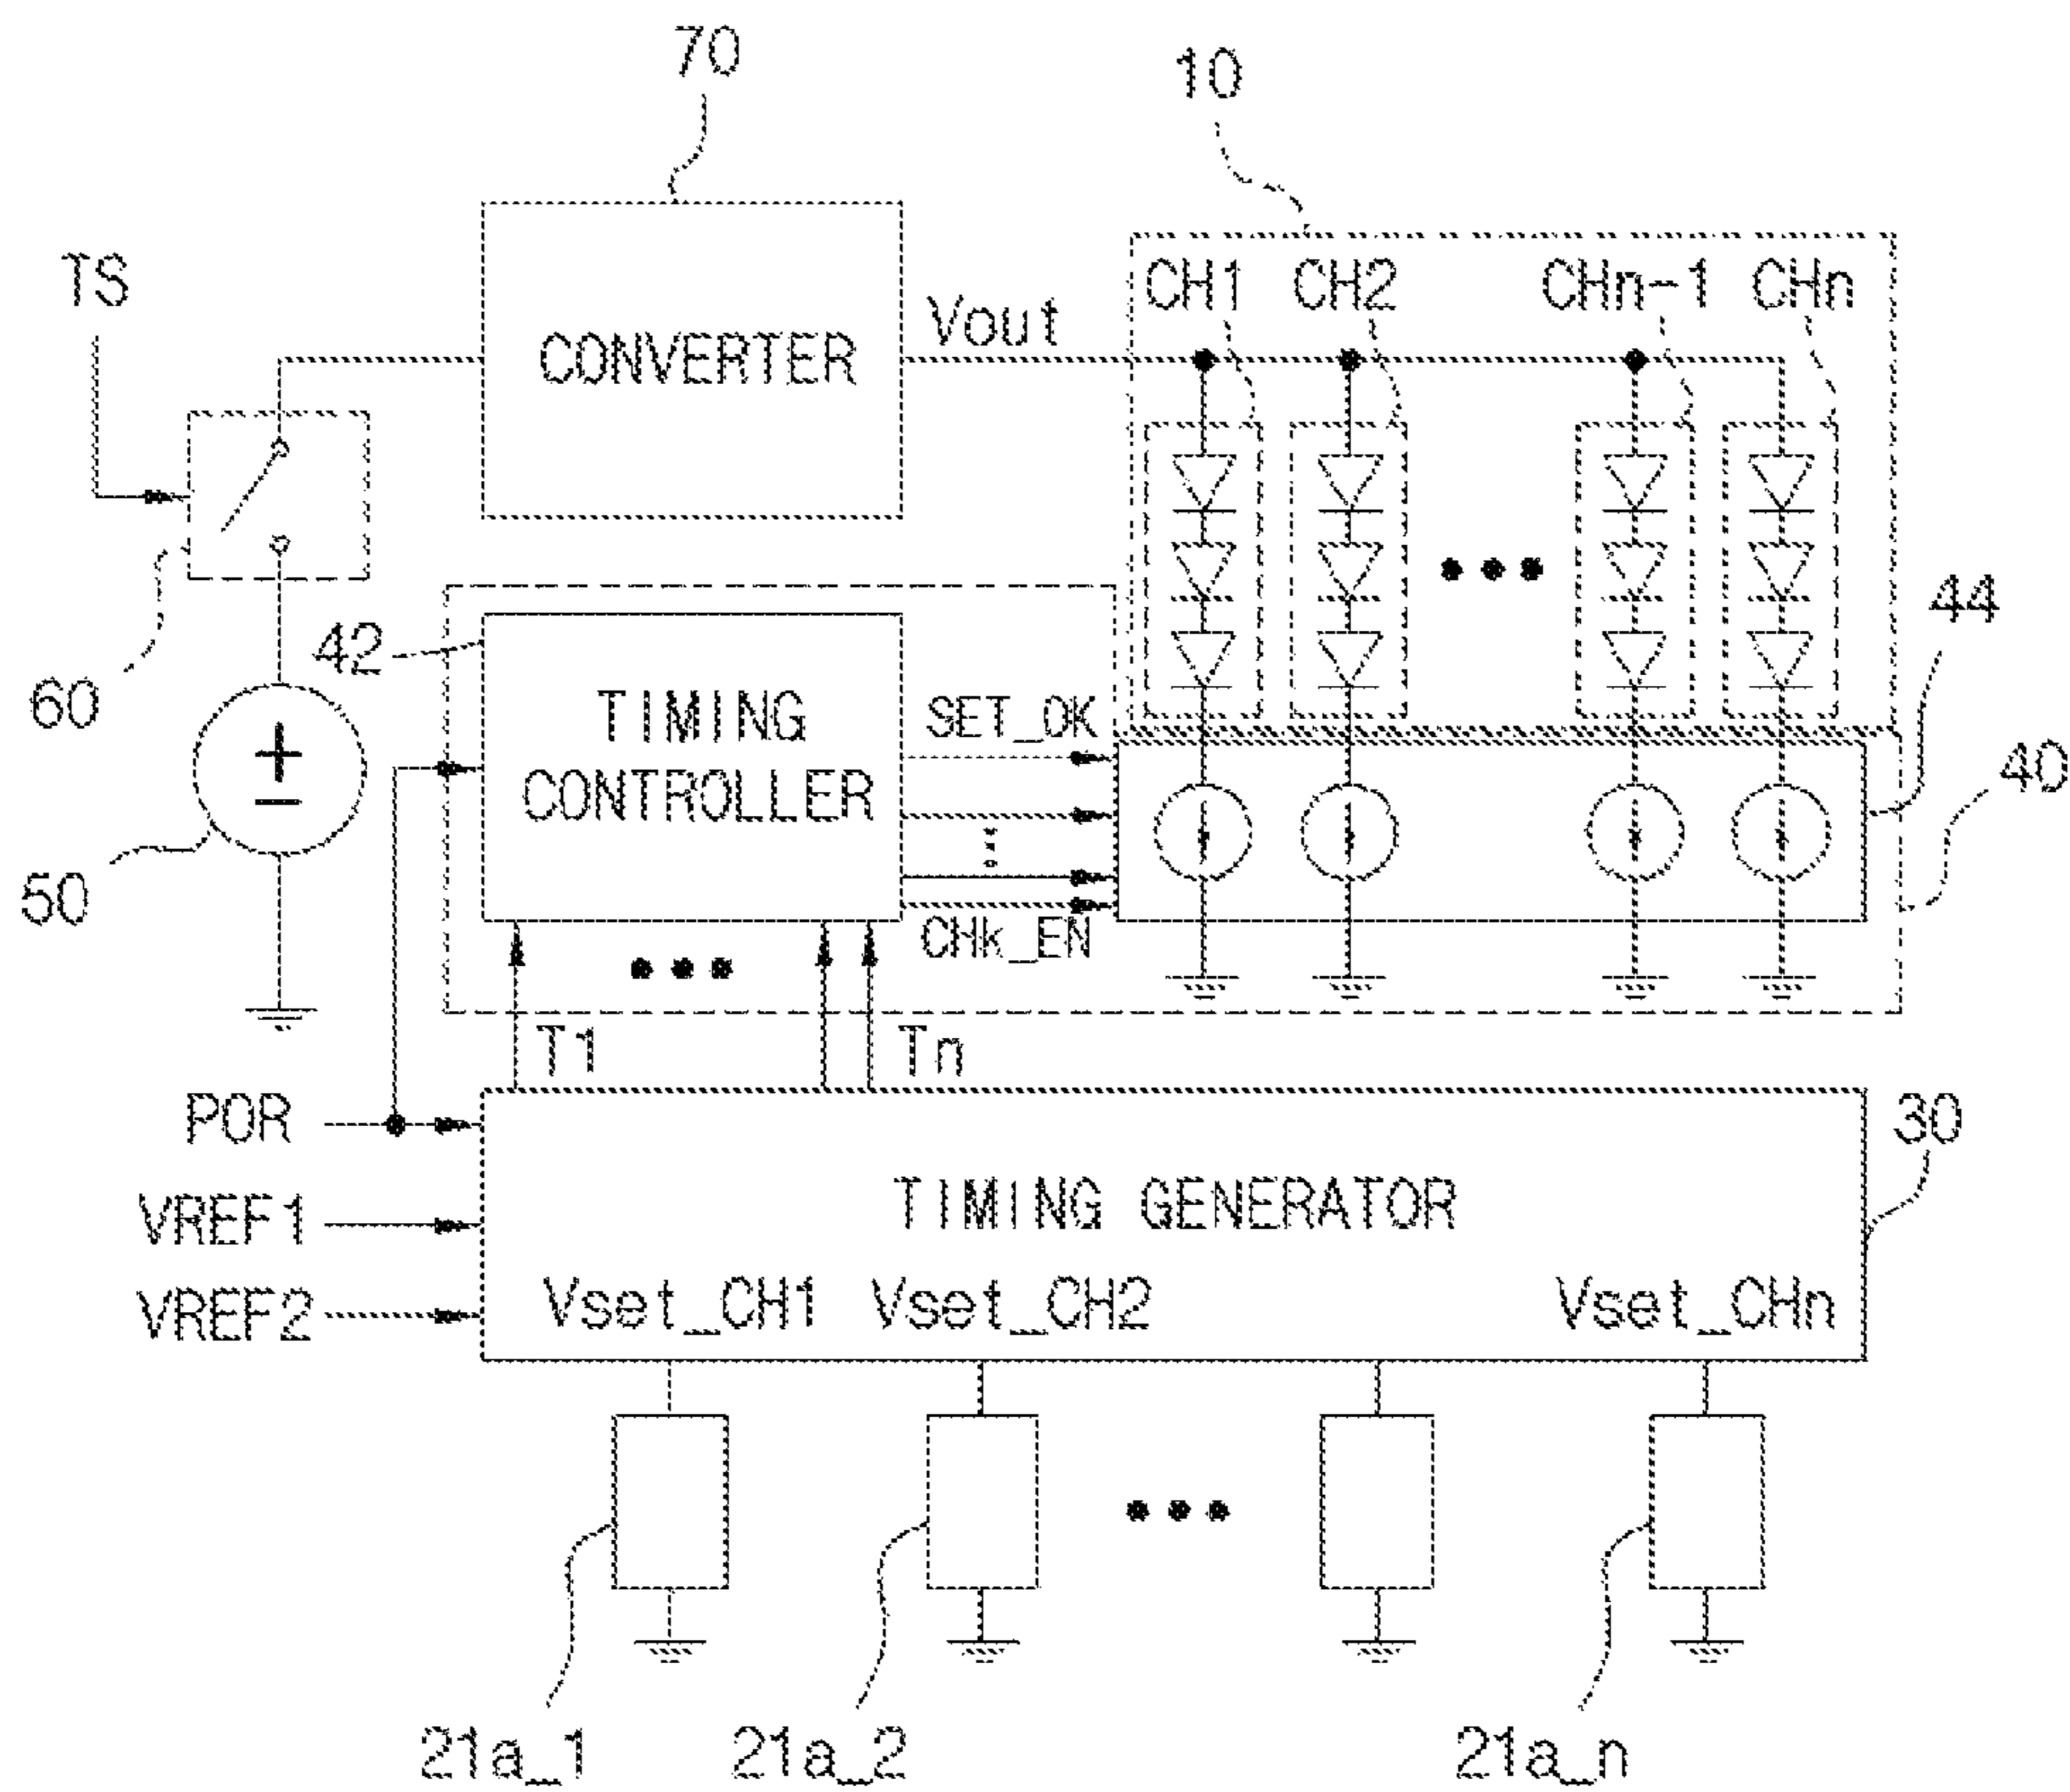 70
10
TS
CH1 CH2 CHn-1 CHn
Vout
CONVERTER
44
42
60
TIMING
CONTROLLER
SET_OK
40
+
−
50
CHk_EN
T1 Tn
POR
30
VREF1
TIMING GENERATOR
VREF2
Vset_CH1 Vset_CH2 Vset_CHn
21a_1 21a_2 21a_n